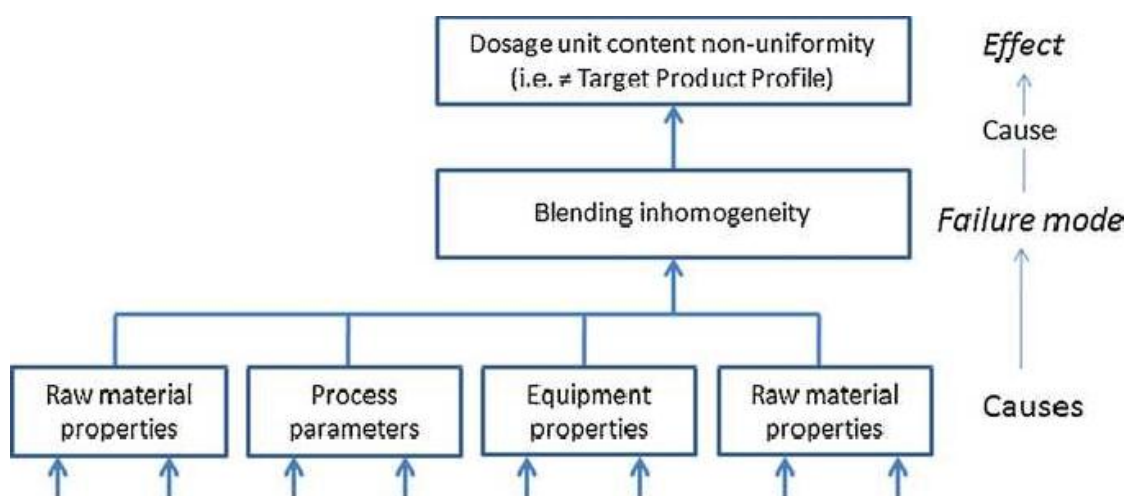 Dosage unit content non-uniformity
(i.e. ≠ Target Product Profile)
Effect
Cause
Blending inhomogeneity
Failure mode
Raw material
properties
Process
parameters
Equipment
properties
Raw material
properties
Causes